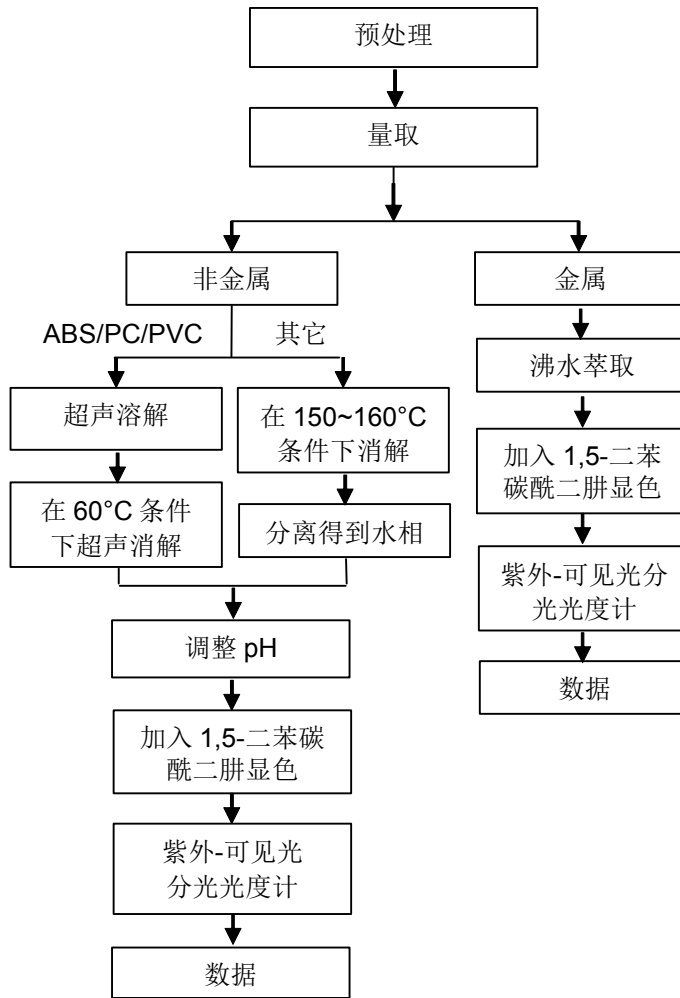 预处理
量取
非金属
金属
ABS/PC/PVC
其它
沸水萃取
超声溶解
在 150~160°C
条件下消解
加入 1,5-二苯
碳酰二肼显色
在 60°C 条件
下超声消解
分离得到水相
紫外-可见光分
光光度计
调整 pH
数据
加入 1,5-二苯碳
酰二肼显色
紫外-可见光
分光光度计
数据